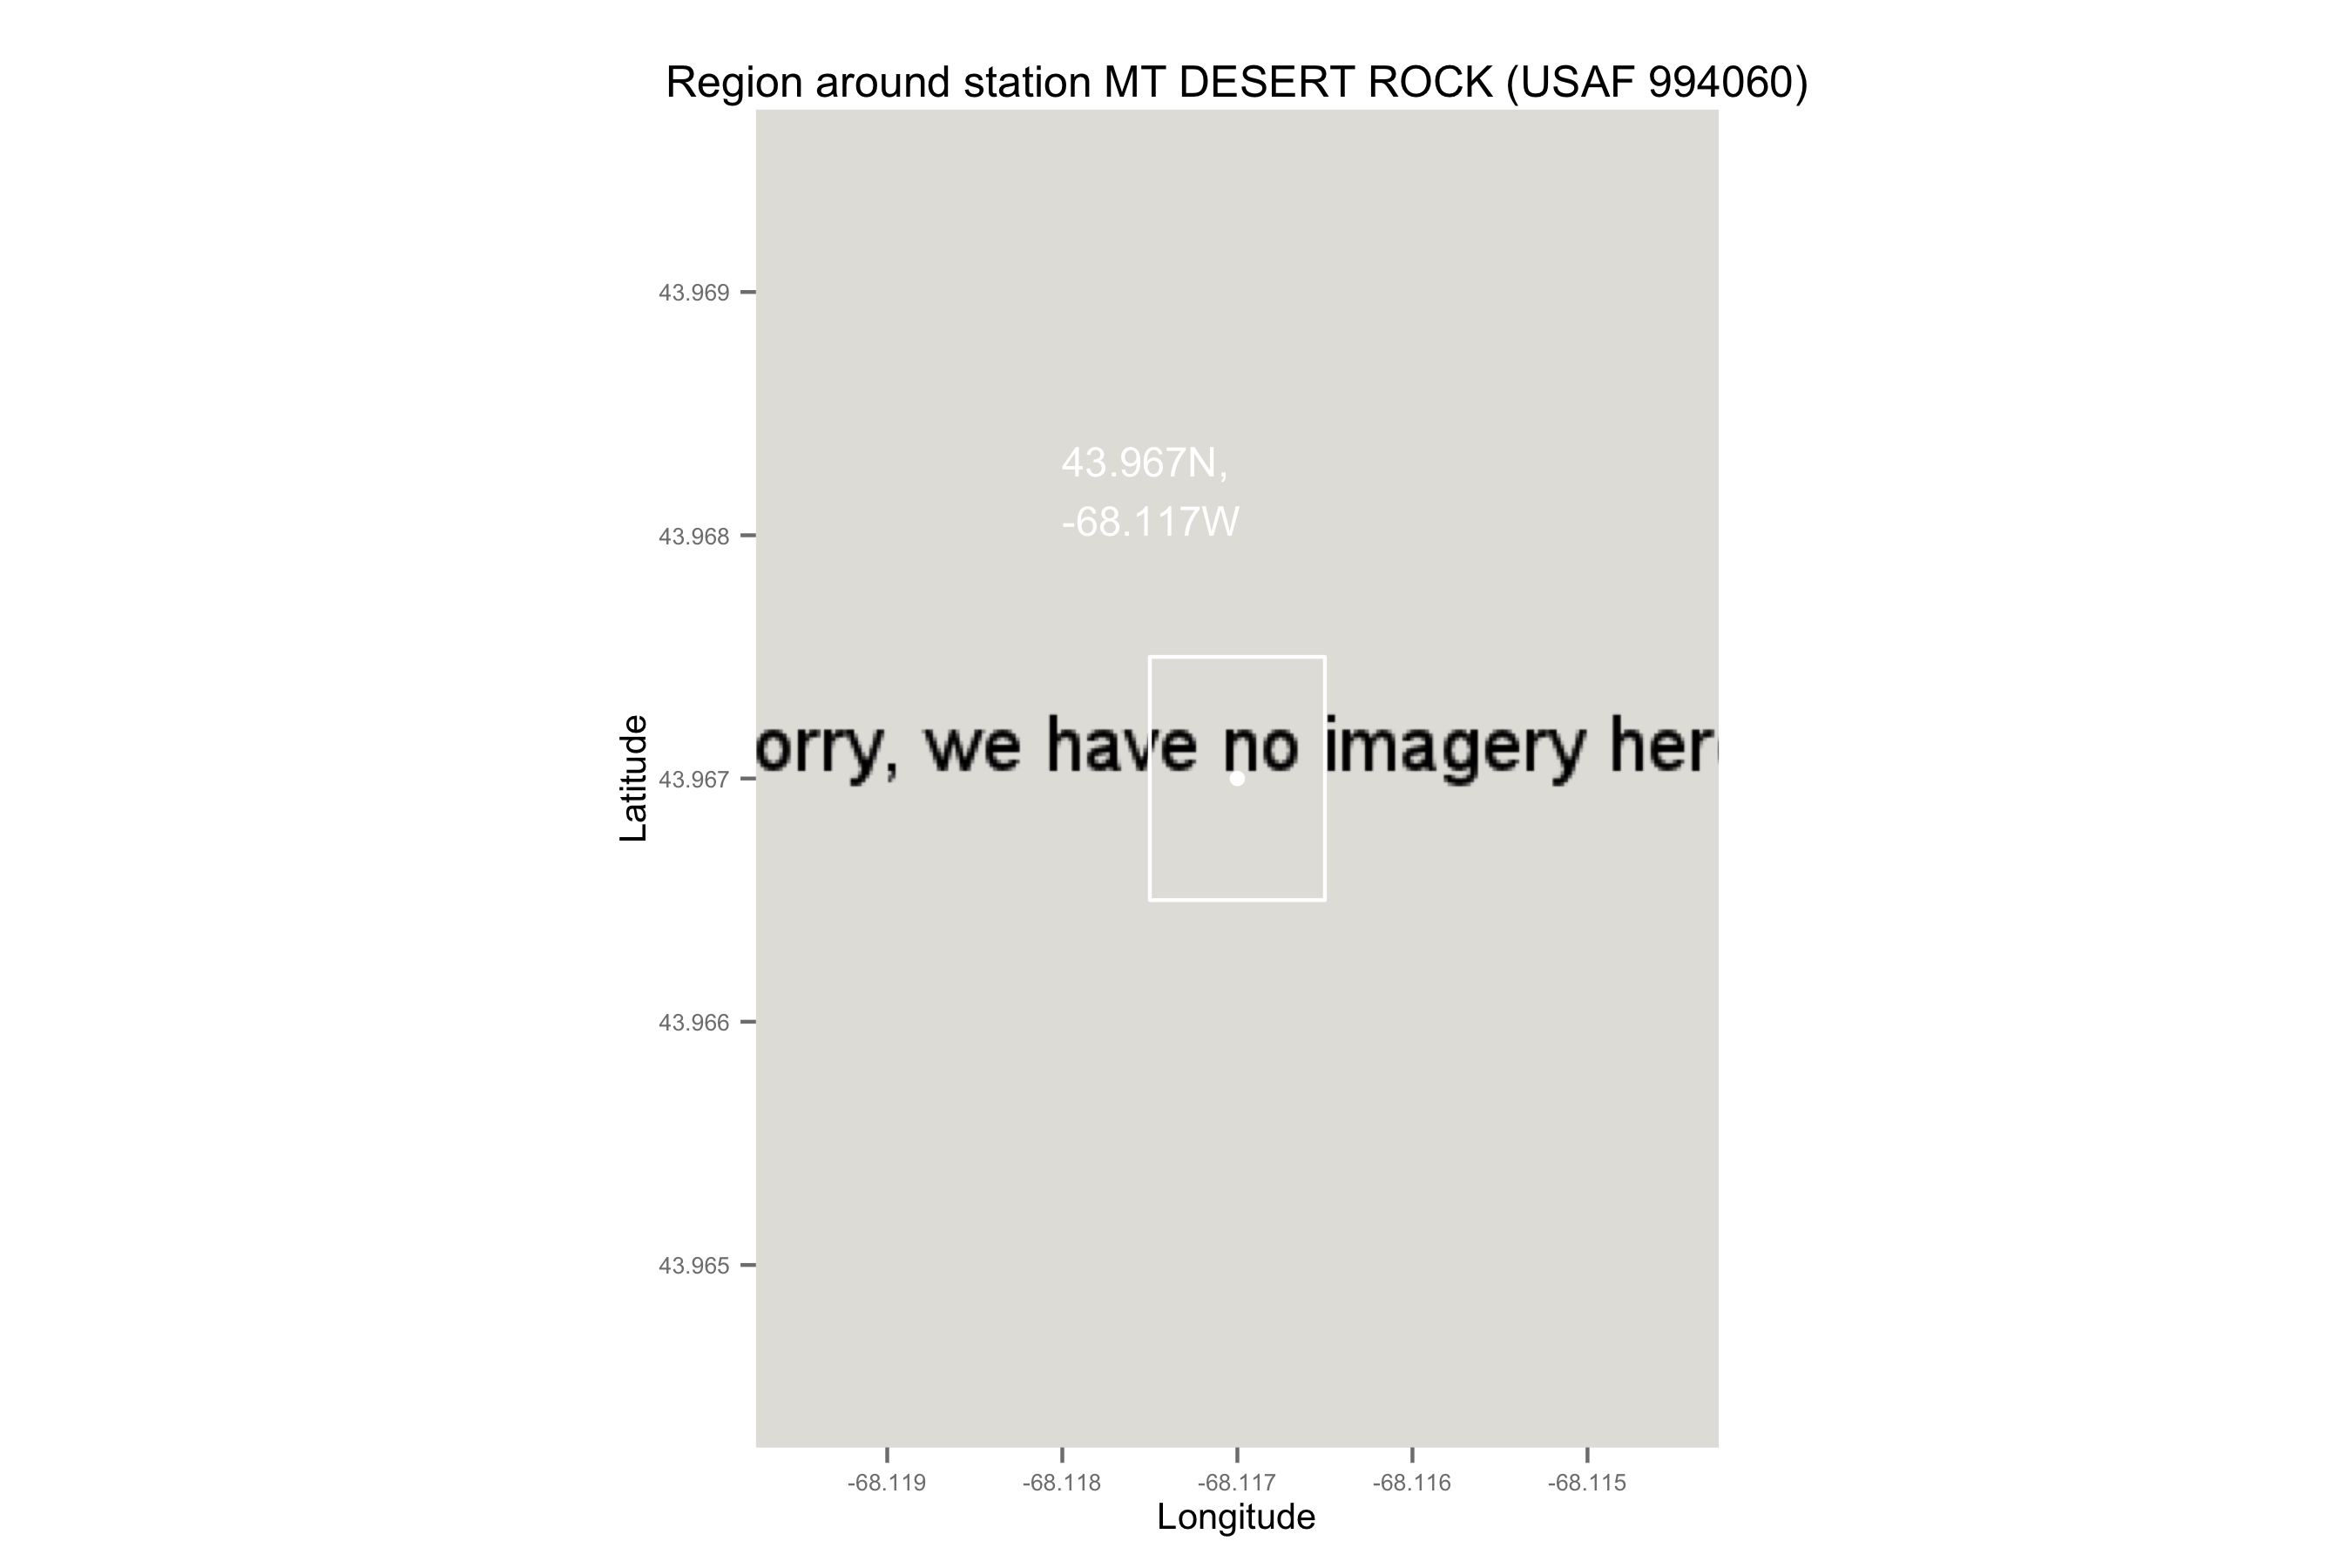 Region around station MT DESERT ROCK (USAF 994060)
43.969
43.967N,
-68.117W
43.968
orry, we have no imagery her
43.967
Latitude
43.966
43.965
-68.119 -68.118 -68.117 -68.116 -68.115
Longitude